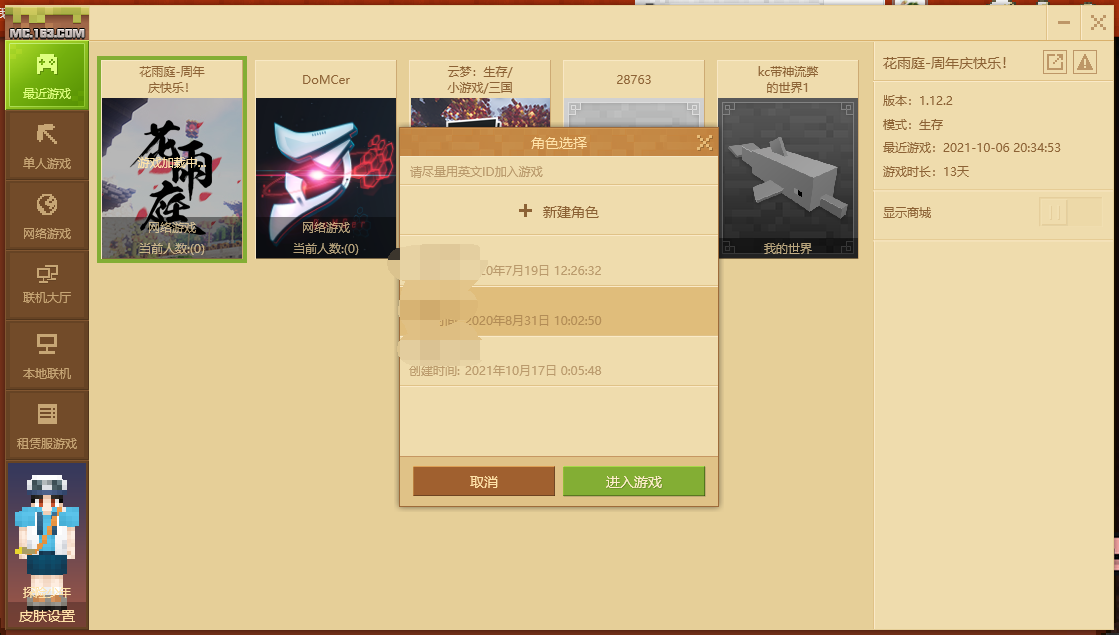 MC.163.COM
最近游戏
单人游戏
网络游戏
联机大厅
本地联机
租赁服游戏
皮肤设置
花雨庭-周年
庆快乐!
花雨庭
游戏加载中...
网络游戏
当前人数:(0)
DoMCer
网络游戏
当前人数:(0)
云梦：生存/
小游戏/三国
28763
kc带神流弊
的世界1
我的世界
角色选择
请尽量用英文ID加入游戏
+ 新建角色
0年7月19日 12:26:32
2020年8月31日 10:02:50
创建时间: 2021年10月17日 0:05:48
取消
进入游戏
花雨庭-周年庆快乐!
版本：1.12.2
模式：生存
最近游戏：2021-10-06 20:34:53
游戏时长：13天
显示商城